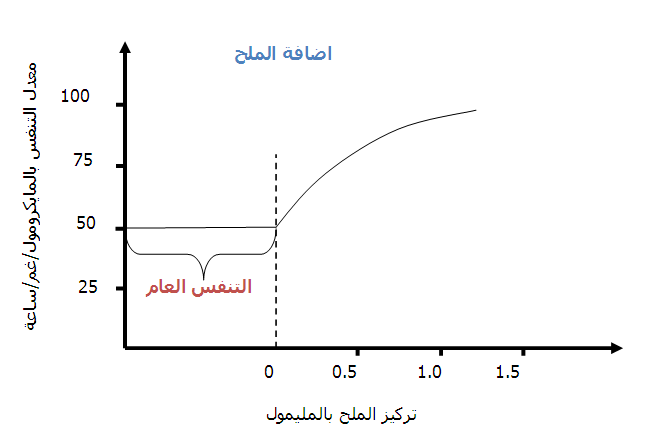 اضافة الملح
معدل التنفس بالمايكرومول/غم/ساعة
100
75
50
25
التنفس العام
0
0.5
1.0
1.5
تركيز الملح بالمليمول